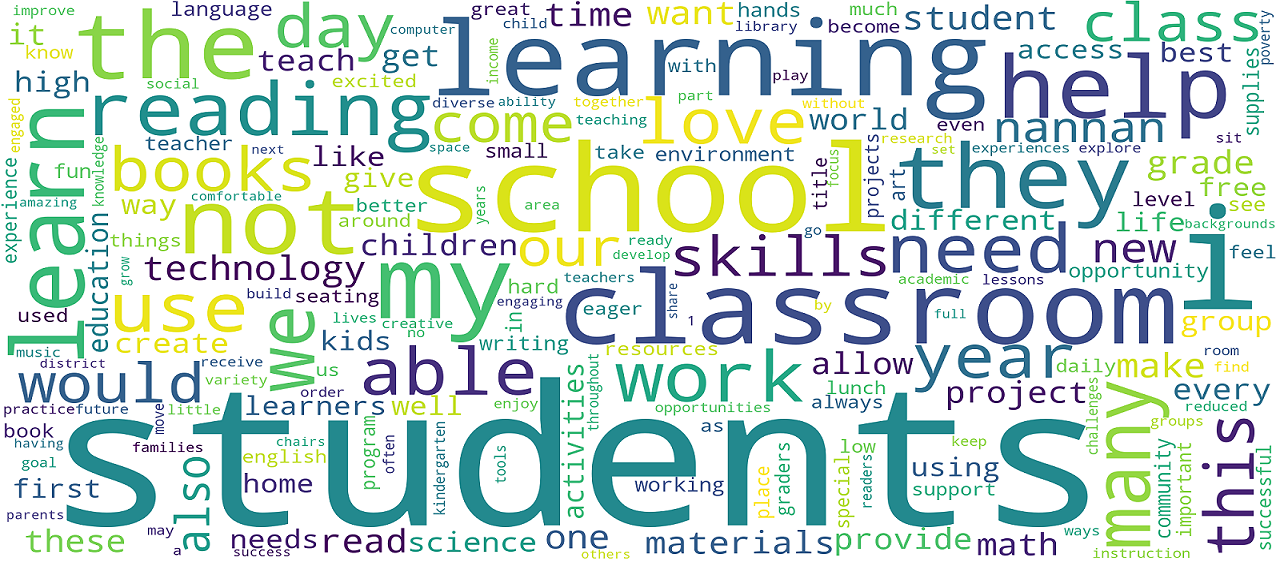 improve language great time want hands much
it know the day teach computer income child library become student class
high social excited get with play access best supplies poverty
learning help
engaged reading diverse ability together part without
come teaching love world even nannan
learn knowledge teacher next like small space take environment research set experiences explore sit
fun books give school title focus projects art they grade
experience amazing way comfortable better around years area different level free see
not things children our ready go life backgrounds
education grow technology my develop skills need new feel
build seating teachers academic lessons opportunity i
used use lives creative no engaging hard eager classroom share 1 by full group
music create we kids in writing
district receive us resources allow year daily make room find
would variety order able throughout work lunch project every
practice future move little learners well enjoy activities opportunities always as challenges many groups reduced
book having families chairs program often kindergarten students low keep this
goal english tools place graders special readers using community important successful
first also home working support
parents may a
these needs read science one materials provide math ways
success others instruction